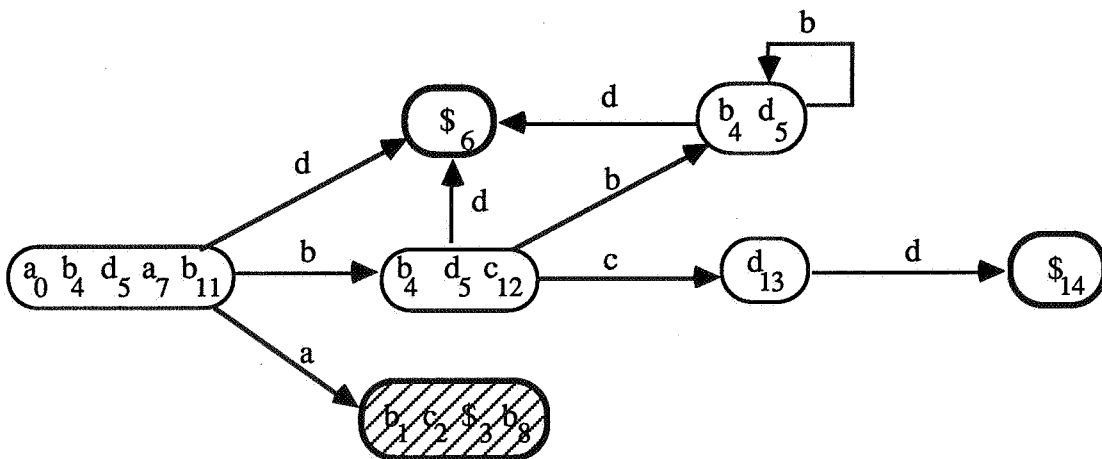 b
d
b₄ d₅
$₆
d
b
d
a₀ b₄ d₅ a₇ b₁₁
b
b₄ d₅ c₁₂
c
d₁₃
d
$₁₄
a
b₁ c₂ $₃ b₈